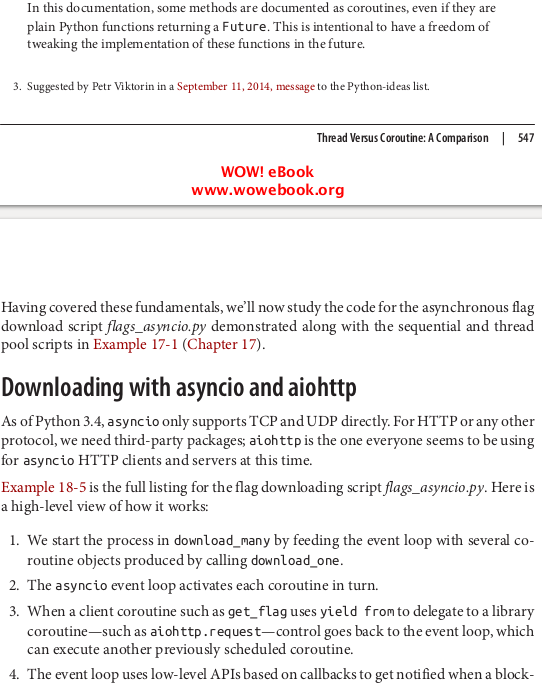 In this documentation, some methods are documented as coroutines, even if they are
plain Python functions returning a Future. This is intentional to have a freedom of
tweaking the implementation of these functions in the future.
3. Suggested by Petr Viktorin in a September 11, 2014, message to the Python-ideas list.
Thread Versus Coroutine: A Comparison | 547
WOW! eBook
www.wowebook.org
Having covered these fundamentals, we’ll now study the code for the asynchronous flag
download script flags_asyncio.py demonstrated along with the sequential and thread
pool scripts in Example 17-1 (Chapter 17).
Downloading with asyncio and aiohttp
As of Python 3.4, asyncio only supports TCP and UDP directly. For HTTP or any other
protocol, we need third-party packages; aiohttp is the one everyone seems to be using
for asyncio HTTP clients and servers at this time.
Example 18-5 is the full listing for the flag downloading script flags_asyncio.py. Here is
a high-level view of how it works:
1. We start the process in download_many by feeding the event loop with several co-
routine objects produced by calling download_one.
2. The asyncio event loop activates each coroutine in turn.
3. When a client coroutine such as get_flag uses yield from to delegate to a library
coroutine—such as aiohttp.request—control goes back to the event loop, which
can execute another previously scheduled coroutine.
4. The event loop uses low-level APIs based on callbacks to get notified when a block-